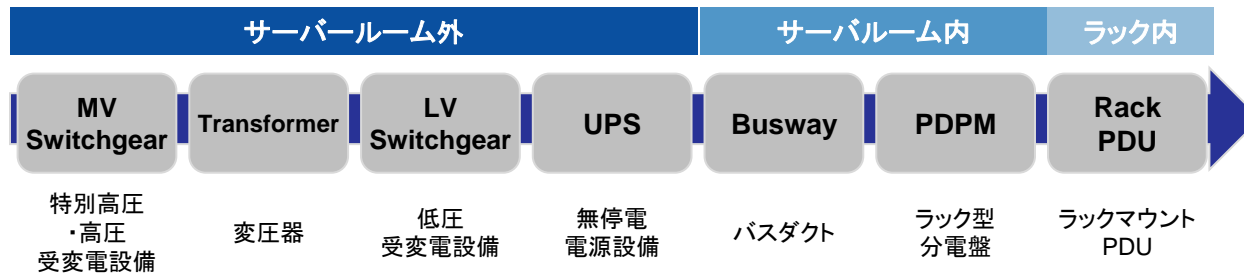 サーバールーム外
サーバルーム内
ラック内
MV
Switchgear
Transformer
LV
Switchgear
UPS
Busway
PDPM
Rack
PDU
特別高圧
・高圧
受変電設備
変圧器
低圧
受変電設備
無停電
電源設備
バスダクト
ラック型
分電盤
ラックマウント
PDU